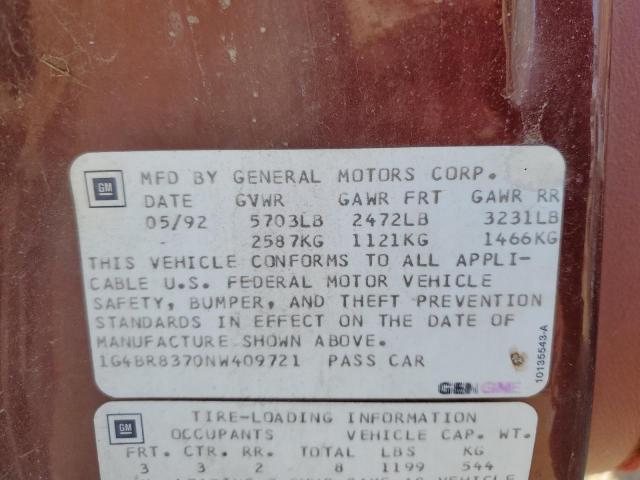 GM MFD BY GENERAL MOTORS CORP.
DATE GVWR GAWR FRT GAWR RR
05/92 5703LB 2472LB 3231LB
- 2587KG 1121KG 1466KG
THIS VEHICLE CONFORMS TO ALL APPLI-
CABLE U.S. FEDERAL MOTOR VEHICLE
SAFETY, BUMPER, AND THEFT PREVENTION
STANDARDS IN EFFECT ON THE DATE OF
MANUFACTURE SHOWN ABOVE.
1G4BR8370NW409721 PASS CAR
GEN GME
10135543-A
GM TIRE-LOADING INFORMATION
OCCUPANTS VEHICLE CAP. WT.
FRT. CTR. RR. TOTAL LBS KG
3 3 2 8 1199 544